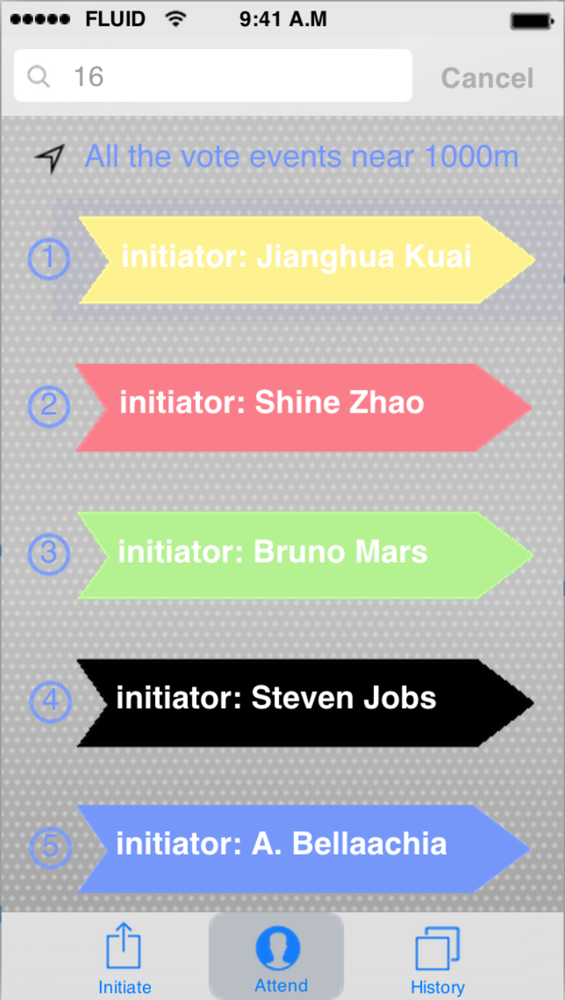 FLUID 9:41 A.M
16 Cancel
All the vote events near 1000m
1 initiator: Jianghua Kuai
2 initiator: Shine Zhao
3 initiator: Bruno Mars
4 initiator: Steven Jobs
5 initiator: A. Bellaachia
Initiate Attend History